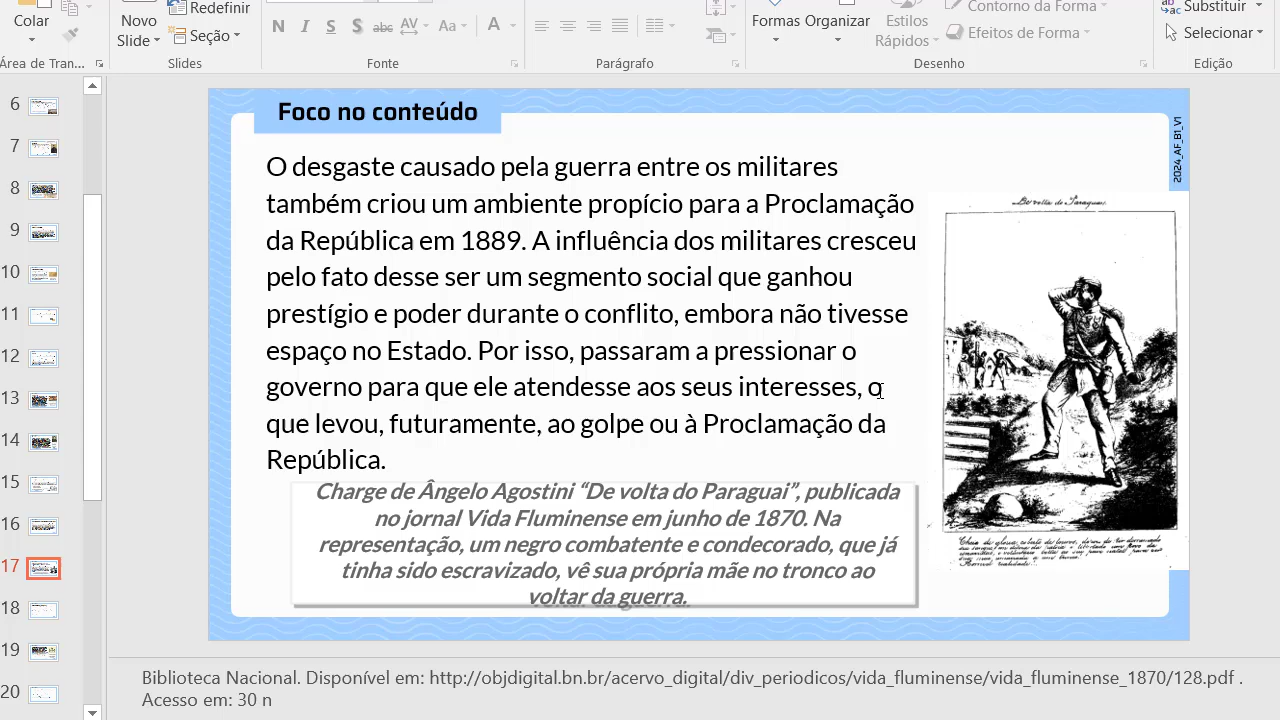 Colar
Área de Tran...
Novo
Slide
Redefinir
Seção
Slides
N I S S abc AV Aa A
Fonte
Parágrafo
Formas Organizar
Estilos
Rápidos
Contorno da Forma
Efeitos de Forma
Desenho
Substituir
Selecionar
Edição
6
7
8
9
10
11
12
13
14
15
16
17
18
19
20
Foco no conteúdo
2024_AF_B1_V1
O desgaste causado pela guerra entre os militares
também criou um ambiente propício para a Proclamação
da República em 1889. A influência dos militares cresceu
pelo fato desse ser um segmento social que ganhou
prestígio e poder durante o conflito, embora não tivesse
espaço no Estado. Por isso, passaram a pressionar o
governo para que ele atendesse aos seus interesses, o
que levou, futuramente, ao golpe ou à Proclamação da
República.
Charge de Ângelo Agostini “De volta do Paraguai”, publicada
no jornal Vida Fluminense em junho de 1870. Na
representação, um negro combatente e condecorado, que já
tinha sido escravizado, vê sua própria mãe no tronco ao
voltar da guerra.
De volta do Paraguai.
Biblioteca Nacional. Disponível em: http://objdigital.bn.br/acervo_digital/div_periodicos/vida_fluminense/vida_fluminense_1870/128.pdf .
Acesso em: 30 n